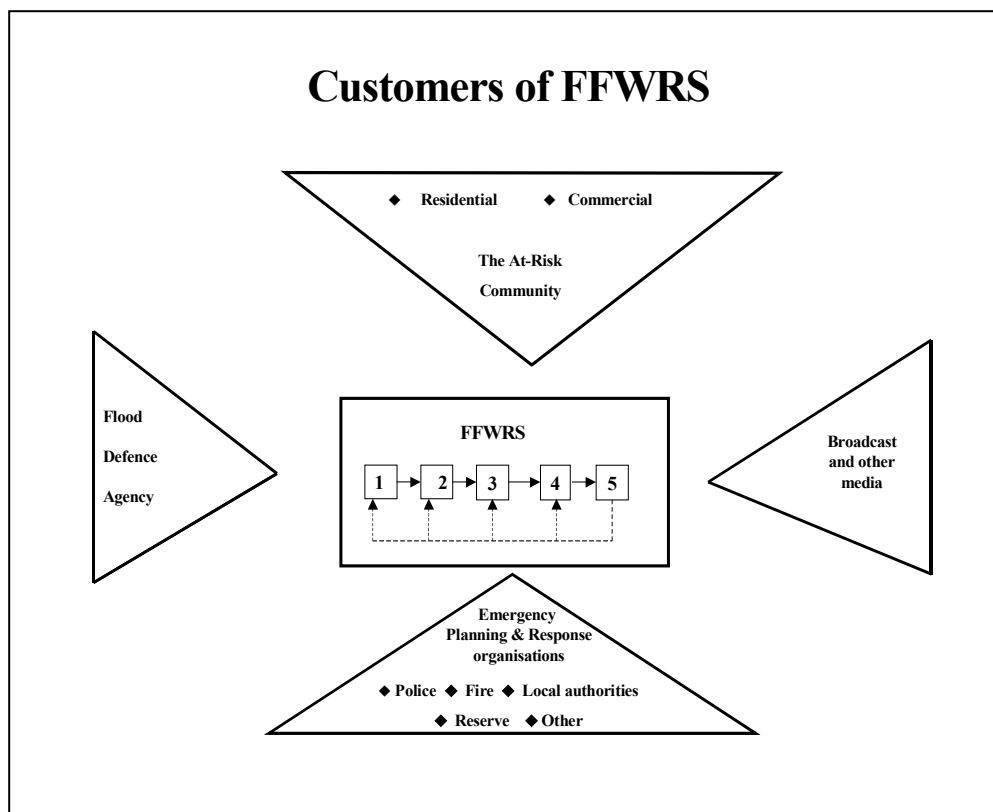 Customers of FFWRS
◆ Residential ◆ Commercial
The At-Risk
Community
Flood
Defence
Agency
FFWRS
1 2 3 4 5
Broadcast
and other
media
Emergency
Planning & Response
organisations
◆ Police ◆ Fire ◆ Local authorities
◆ Reserve ◆ Other